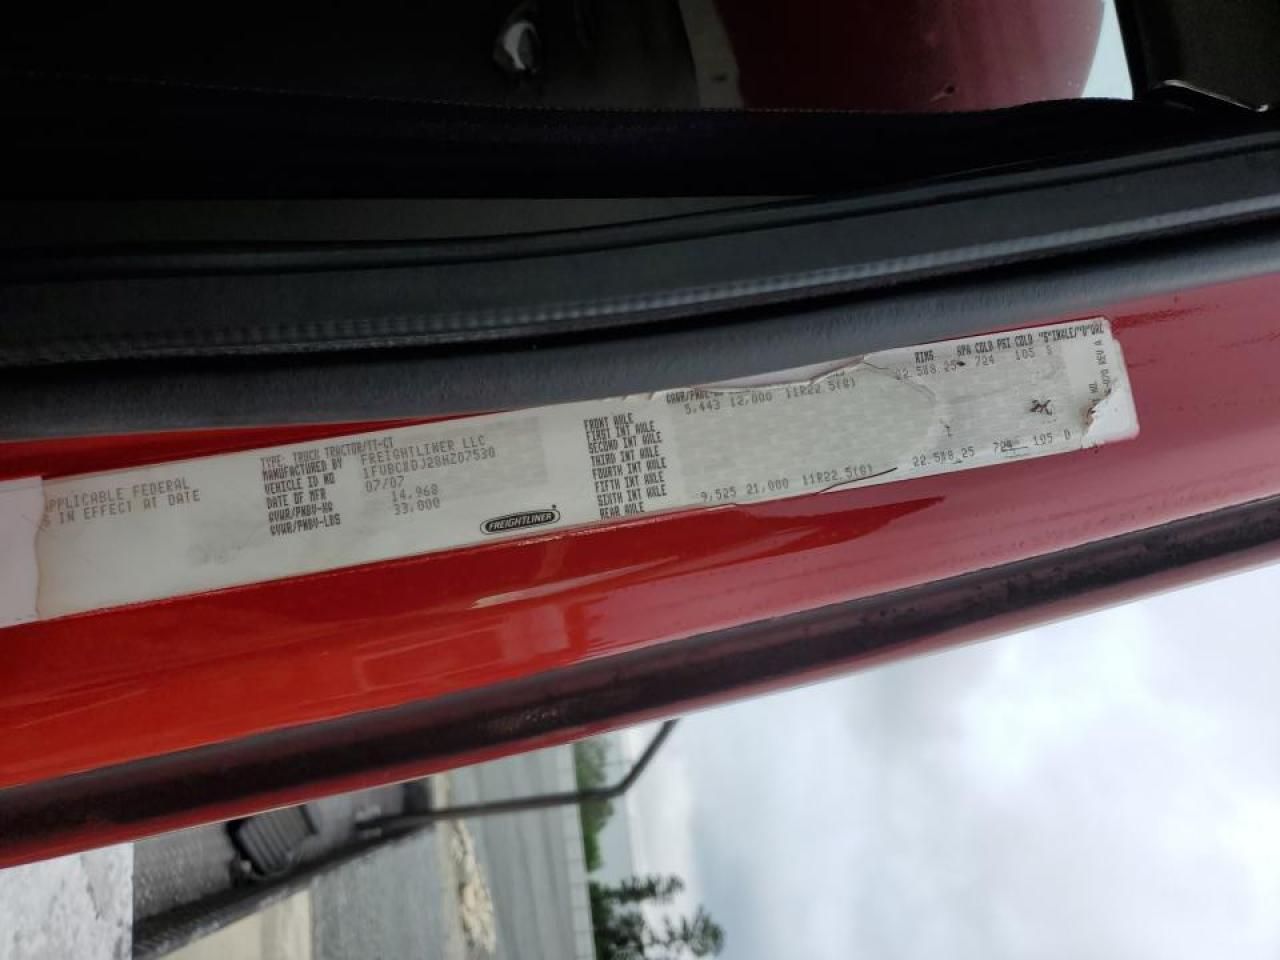 APPLICABLE FEDERAL
S IN EFFECT AT DATE
TYPE: TRUCK TRACTOR/TT-CT
MANUFACTURED BY FREIGHTLINER LLC
VEHICLE ID NO
DATE OF MFR 07/07
GVWR/PNBV-KG 14,968
GVWR/PNBV-LBS 33,000
FREIGHTLINER
RIMS KPA COLD PSI COLD "S"INGLE/"D"UAL
FRONT AXLE 5,443 12,000 11R22.5(G) 22.5X8.25 724 105 S
FIRST INT AXLE
SECOND INT AXLE
THIRD INT AXLE
FOURTH INT AXLE
FIFTH INT AXLE
SIXTH INT AXLE
REAR AXLE 9,525 21,000 11R22.5(G) 22.5X8.25 724 105 D
REV A